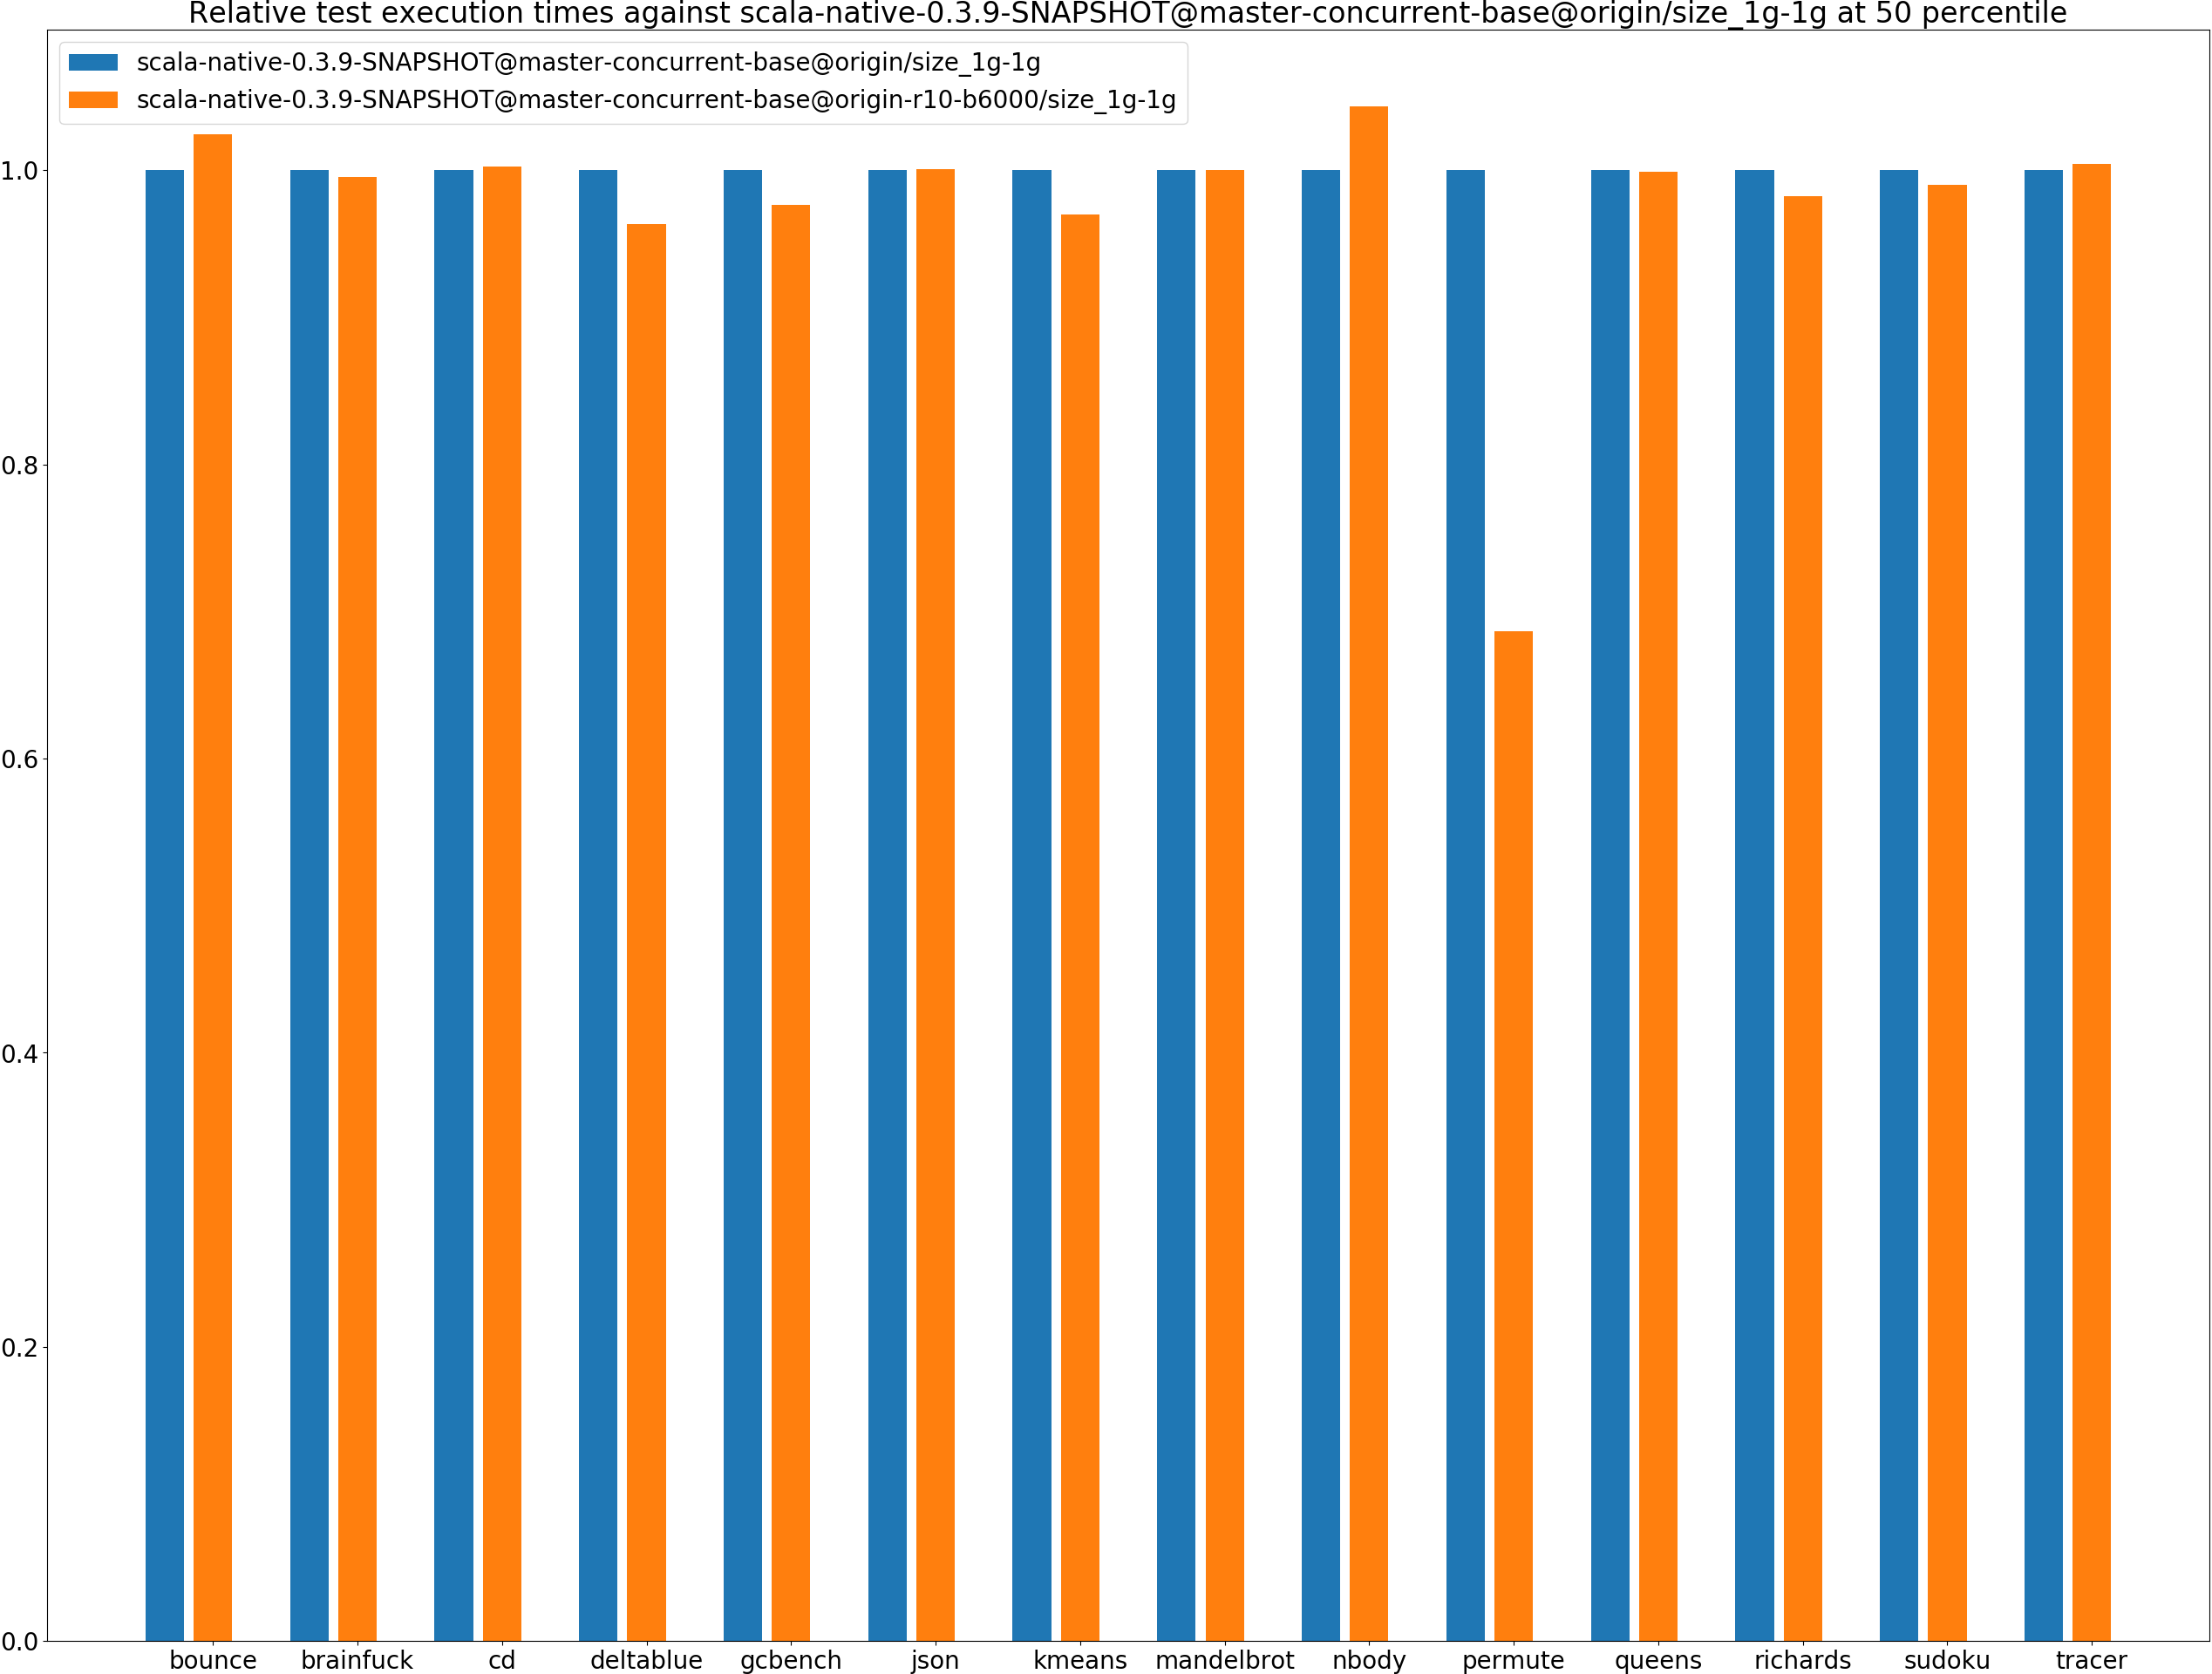 Relative test execution times against scala-native-0.3.9-SNAPSHOT@master-concurrent-base@origin/size_1g-1g at 50 percentile
scala-native-0.3.9-SNAPSHOT@master-concurrent-base@origin/size_1g-1g
scala-native-0.3.9-SNAPSHOT@master-concurrent-base@origin-r10-b6000/size_1g-1g
1.0
0.8
0.6
0.4
0.2
0.0
bounce brainfuck cd deltablue gcbench json kmeans mandelbrot nbody permute queens richards sudoku tracer